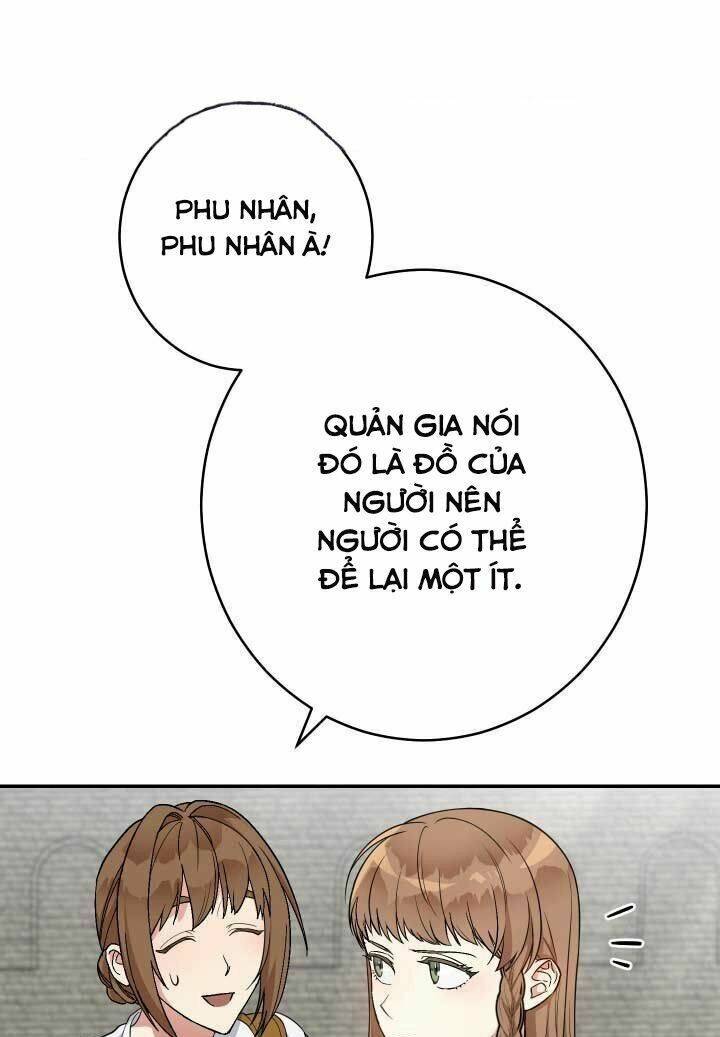 PHU NHÂN,
PHU NHÂN À!
QUẢN GIA NÓI
ĐÓ LÀ ĐỒ CỦA
NGƯỜI NÊN
NGƯỜI CÓ THỂ
ĐỂ LẠI MỘT ÍT.